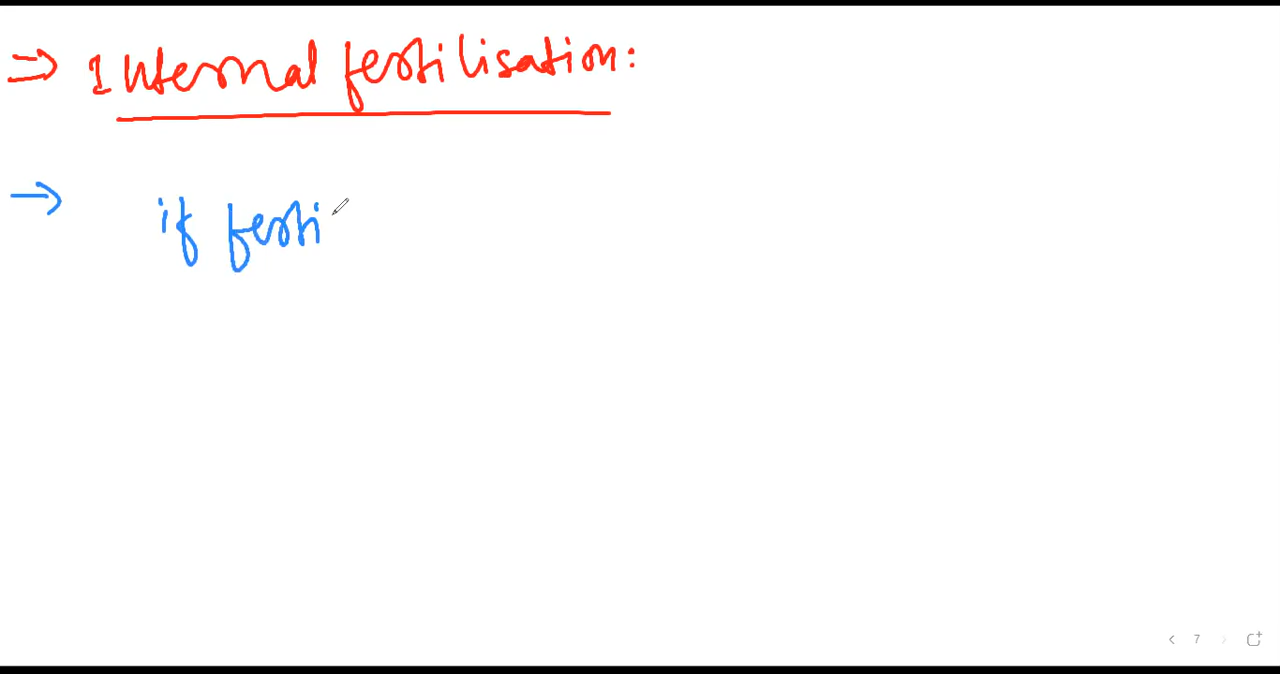 ⇒ Internal fertilisation:
→ if ferti
7